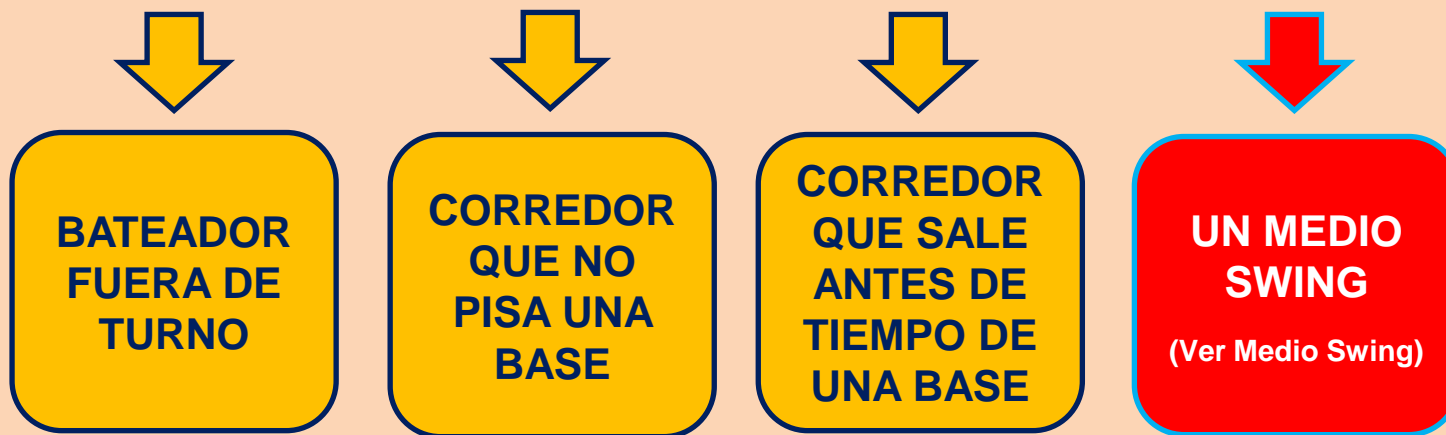 BATEADOR
FUERA DE
TURNO
CORREDOR
QUE NO
PISA UNA
BASE
CORREDOR
QUE SALE
ANTES DE
TIEMPO DE
UNA BASE
UN MEDIO
SWING
(Ver Medio Swing)